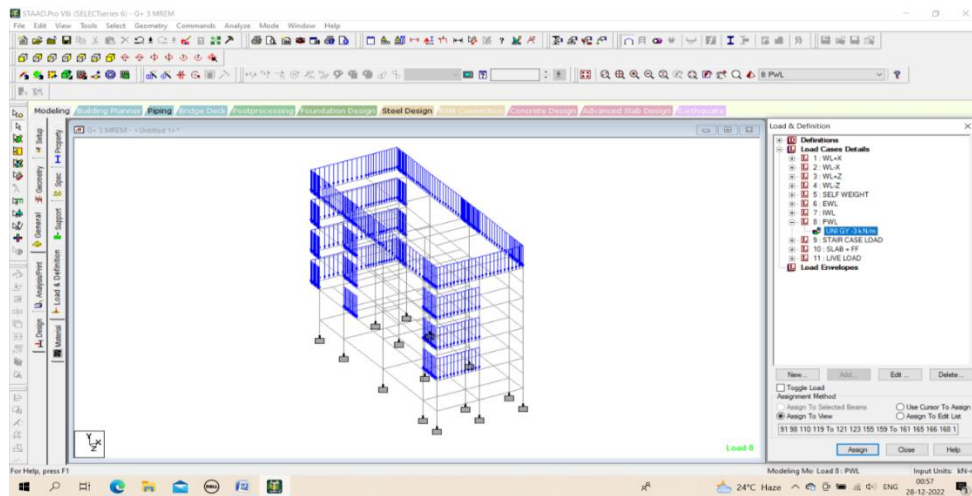 STAAD.Pro V8i (SELECTseries 6) - G+ 3 MREM
File Edit View Tools Select Geometry Commands Analyze Mode Window Help
8 PWL
Modeling Building Planner Piping Bridge Deck Postprocessing Foundation Design Steel Design RAM Connection Concrete Design Advanced Slab Design Earthquake
Setup
Geometry
General
Analysis/Print
Design
Property
Spec
Support
Load & Definition
Material
G+ 3 MREM - <Untitled 1>*
Y
X
Z
Load 8
Load & Definition
Definitions
Load Cases Details
1 : WL+X
2 : WL-X
3 : WL+Z
4 : WL-Z
5 : SELF WEIGHT
6 : EWL
7 : IWL
8 : PWL
UNI GY -3 kN/m
9 : STAIR CASE LOAD
10 : SLAB + FF
11 : LIVE LOAD
Load Envelopes
New... Add... Edit ... Delete...
Toggle Load
Assignment Method
Assign To Selected Beams Use Cursor To Assign
Assign To View Assign To Edit List
91 98 110 119 To 121 123 155 159 To 161 165 166 168 1
Assign Close Help
For Help, press F1
Modeling Mo Load 8 : PWL Input Units: kN-
24°C Haze ENG 00:57
28-12-2022